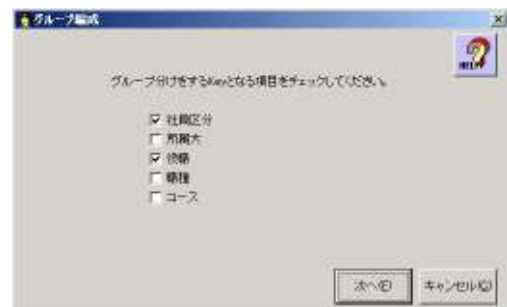 グループ編成
HELP
グループ分けをするKeyとなる項目をチェックしてください。
社員区分
所属大
役職
職種
コース
次へ(F)
キャンセル(C)